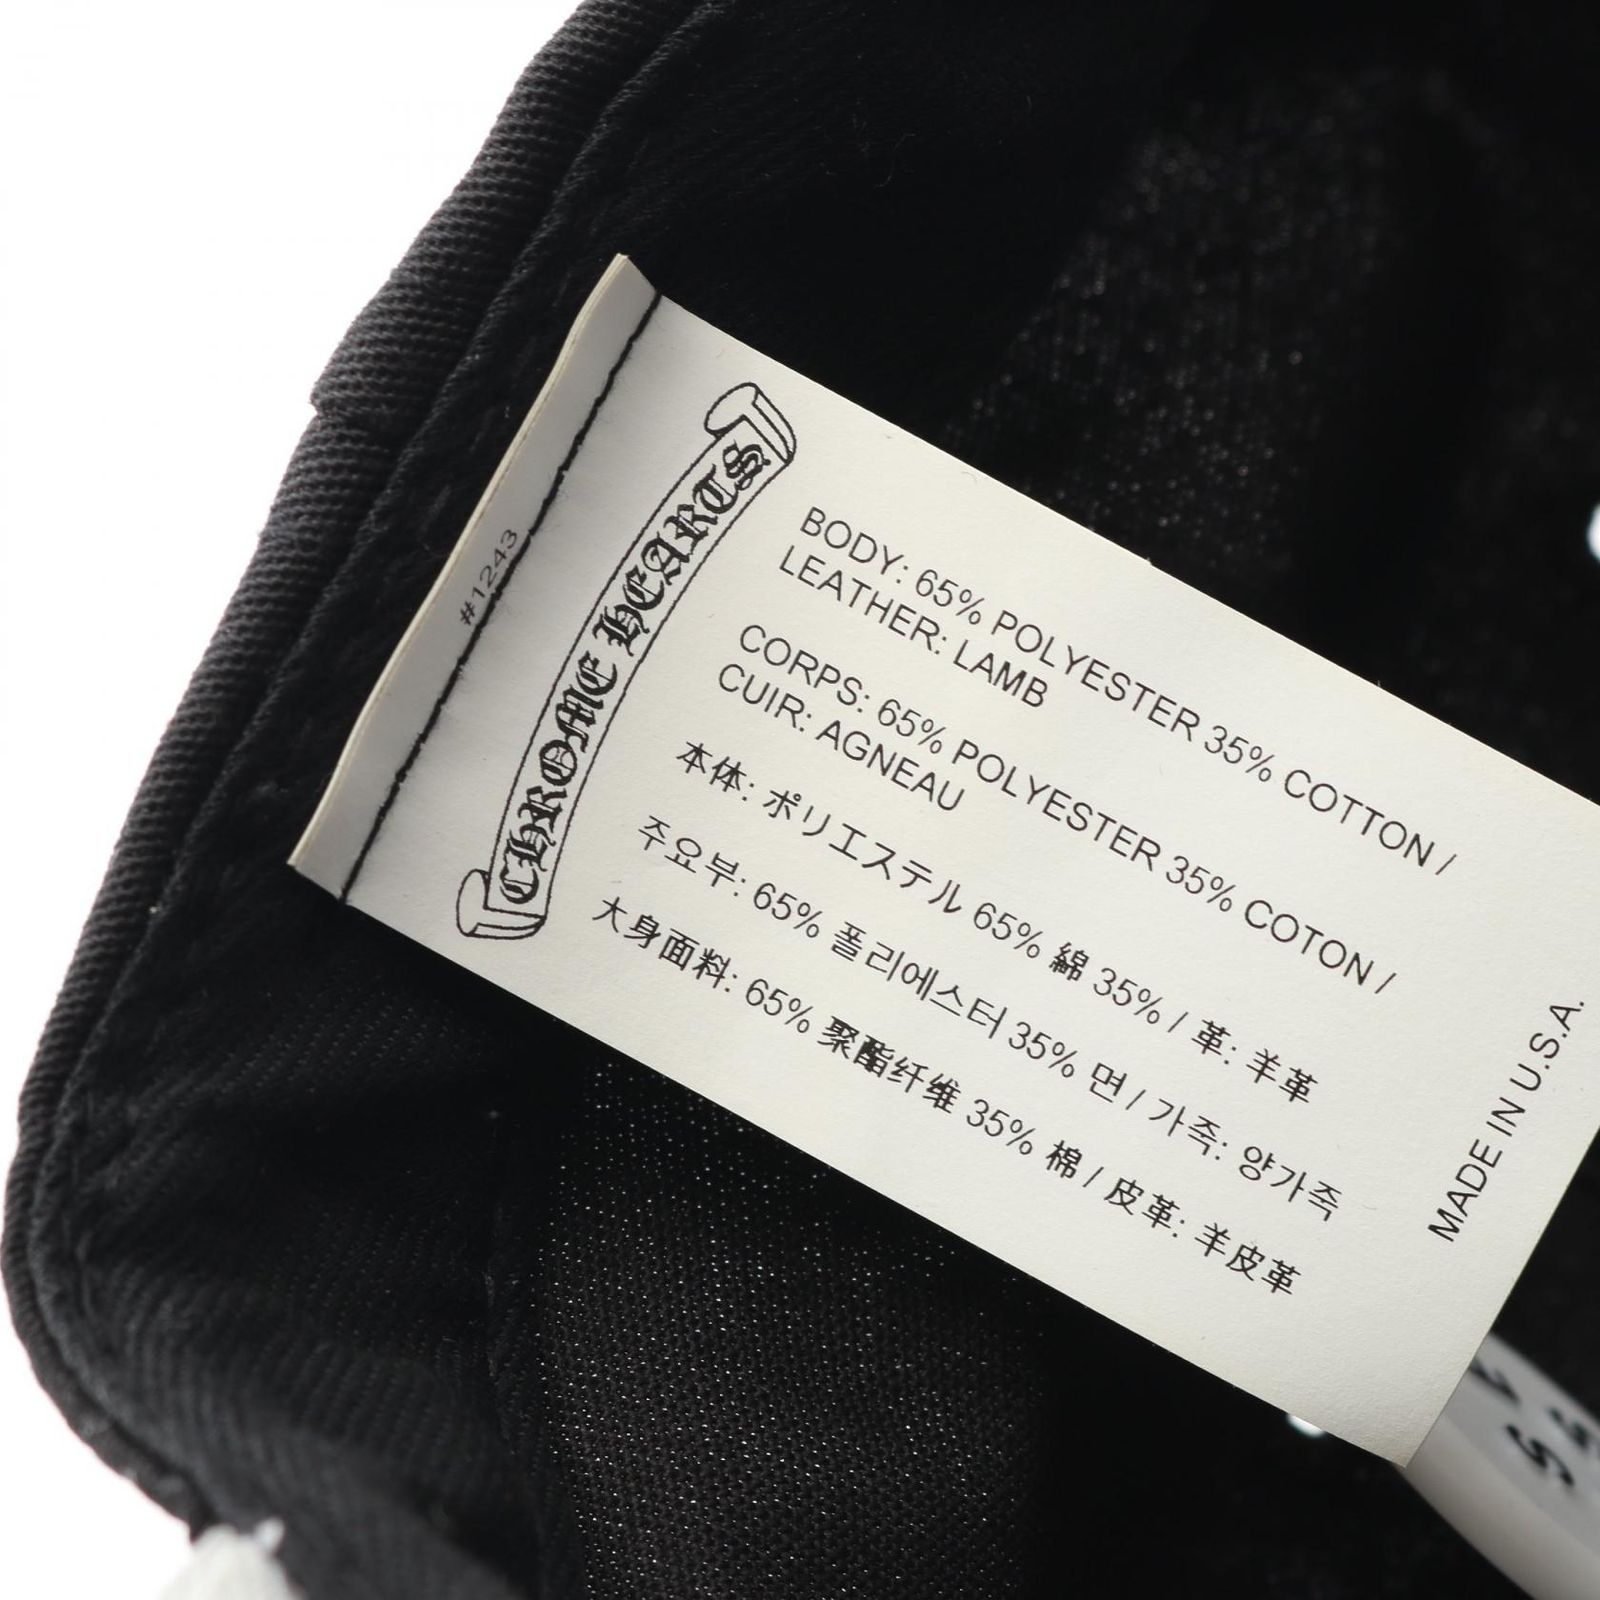 #1243
CHROME HEARTS
BODY: 65% POLYESTER 35% COTTON /
LEATHER: LAMB
CORPS: 65% POLYESTER 35% COTON /
CUIR: AGNEAU
本体: ポリエステル 65% 綿 35% / 革: 羊革
주요부: 65% 폴리에스터 35% 면 / 가죽: 양가죽
大身面料: 65% 聚酯纤维 35% 棉 / 皮革: 羊皮革
MADE IN U.S.A.